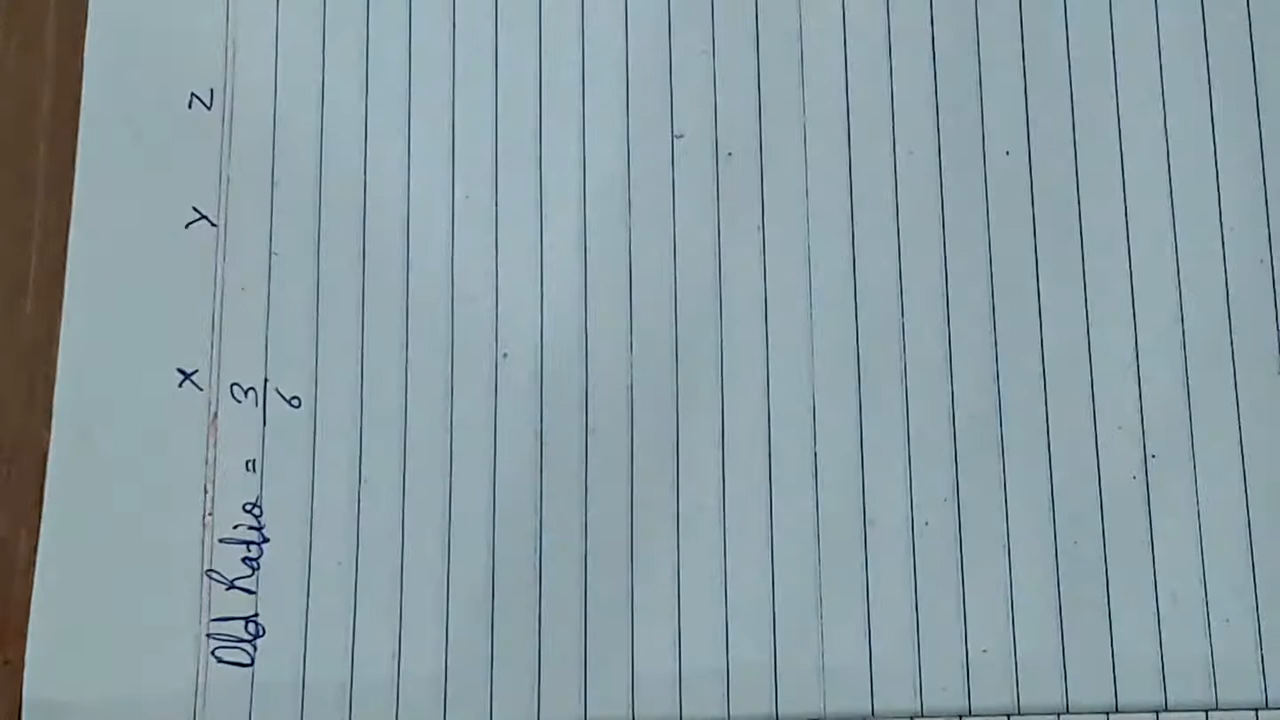 X Y Z
Old Ratio = 3/6